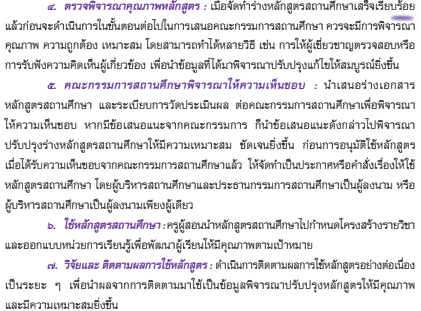 ๔. ตรวจพิจารณาคุณภาพหลักสูตร : เมื่อจัดทำร่างหลักสูตรสถานศึกษาเสร็จเรียบร้อย
แล้วก่อนจะดำเนินการในขั้นตอนต่อไปในการเสนอคณะกรรมการสถานศึกษา ควรจะมีการพิจารณา
คุณภาพ ความถูกต้อง เหมาะสม โดยสามารถทำได้หลายวิธี เช่น การให้ผู้เชี่ยวชาญตรวจสอบหรือ
การรับฟังความคิดเห็นผู้เกี่ยวข้อง เพื่อนำข้อมูลที่ได้มาพิจารณาปรับปรุงแก้ไขให้สมบูรณ์ยิ่งขึ้น
๕. คณะกรรมการสถานศึกษาพิจารณาให้ความเห็นชอบ : นำเสนอร่างเอกสาร
หลักสูตรสถานศึกษา และระเบียบการวัดประเมินผล ต่อคณะกรรมการสถานศึกษาเพื่อพิจารณา
ให้ความเห็นชอบ หากมีข้อเสนอแนะจากคณะกรรมการ ก็นำข้อเสนอแนะดังกล่าวไปพิจารณา
ปรับปรุงร่างหลักสูตรสถานศึกษาให้มีความเหมาะสม ชัดเจนยิ่งขึ้น ก่อนการอนุมัติใช้หลักสูตร
เมื่อได้รับความเห็นชอบจากคณะกรรมการสถานศึกษาแล้ว ให้จัดทำเป็นประกาศหรือคำสั่งเรื่องให้ใช้
หลักสูตรสถานศึกษา โดยผู้บริหารสถานศึกษาและประธานกรรมการสถานศึกษาเป็นผู้ลงนาม หรือ
ผู้บริหารสถานศึกษาเป็นผู้ลงนามเพียงผู้เดียว
๖. ใช้หลักสูตรสถานศึกษา :ครูผู้สอนนำหลักสูตรสถานศึกษาไปกำหนดโครงสร้างรายวิชา
และออกแบบหน่วยการเรียนรู้เพื่อพัฒนาผู้เรียนให้มีคุณภาพตามเป้าหมาย
๗. วิจัยและ ติดตามผลการใช้หลักสูตร : ดำเนินการติดตามผลการใช้หลักสูตรอย่างต่อเนื่อง
เป็นระยะ ๆ เพื่อนำผลจากการติดตามมาใช้เป็นข้อมูลพิจารณาปรับปรุงหลักสูตรให้มีคุณภาพ
และมีความเหมาะสมยิ่งขึ้น